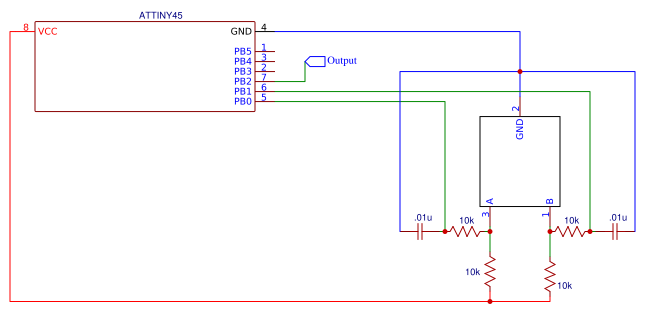 ATTINY45
8 VCC GND 4
PB5 1
PB4 3
PB3 2
PB2 7
PB1 6
PB0 5
Output
2
GND
A B
3 1
.01u 10k 10k .01u
10k 10k